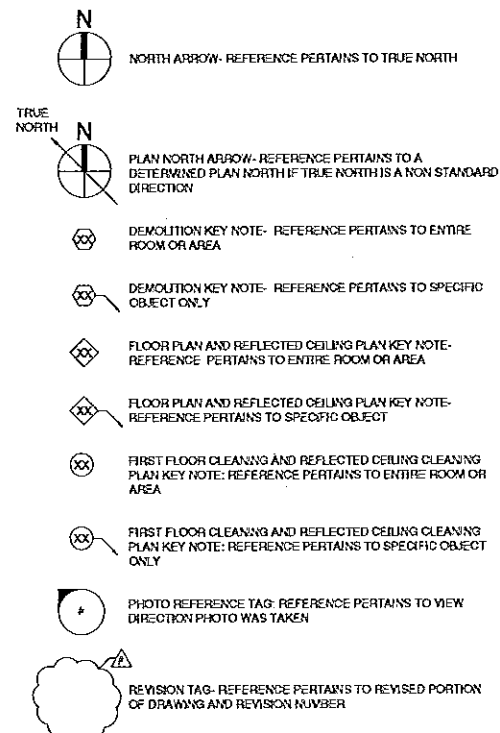 N
NORTH ARROW- REFERENCE PERTAINS TO TRUE NORTH
TRUE
NORTH
N
PLAN NORTH ARROW- REFERENCE PERTAINS TO A
DETERMINED PLAN NORTH IF TRUE NORTH IS A NON STANDARD
DIRECTION
XX
DEMOLITION KEY NOTE- REFERENCE PERTAINS TO ENTIRE
ROOM OR AREA
XX
DEMOLITION KEY NOTE- REFERENCE PERTAINS TO SPECIFIC
OBJECT ONLY
XX
FLOOR PLAN AND REFLECTED CEILING PLAN KEY NOTE-
REFERENCE PERTAINS TO ENTIRE ROOM OR AREA
XX
FLOOR PLAN AND REFLECTED CEILING PLAN KEY NOTE-
REFERENCE PERTAINS TO SPECIFIC OBJECT
XX
FIRST FLOOR CLEANING AND REFLECTED CEILING CLEANING
PLAN KEY NOTE: REFERENCE PERTAINS TO ENTIRE ROOM OR
AREA
XX
FIRST FLOOR CLEANING AND REFLECTED CEILING CLEANING
PLAN KEY NOTE: REFERENCE PERTAINS TO SPECIFIC OBJECT
ONLY
#
PHOTO REFERENCE TAG: REFERENCE PERTAINS TO VIEW
DIRECTION PHOTO WAS TAKEN
#
REVISION TAG- REFERENCE PERTAINS TO REVISED PORTION
OF DRAWING AND REVISION NUMBER